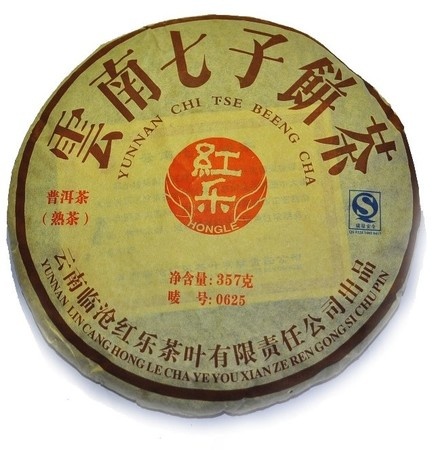 雲南七子餅茶
YUNNAN CHI TSE BEENG CHA
紅乐
HONGLE
普洱茶
(熟茶)
净含量:357克
唛 号:0625
云南临沧红乐茶叶有限责任公司出品
YUNNAN LIN CANG HONG LE CHA YE YOU XIAN ZE REN GONG SI CHU PIN